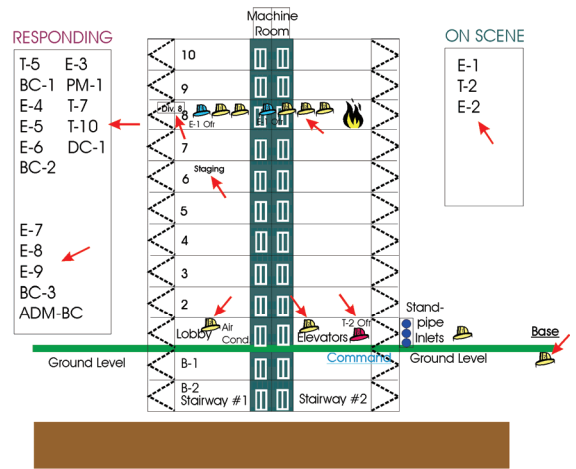 Machine
Room
RESPONDING
ON SCENE
T-5 E-3
BC-1 PM-1
E-4 T-7
E-5 T-10
E-6 DC-1
BC-2
E-7
E-8
E-9
BC-3
ADM-BC
E-1
T-2
E-2
10
9
Div. 8
8
E-1 Ofr
7
6
Staging
5
4
3
2
Lobby
Air
Cond.
Elevators
T-2 Ofr
Stand-
pipe
Inlets
Base
Ground Level
Command
Ground Level
B-1
B-2
Stairway #1
Stairway #2